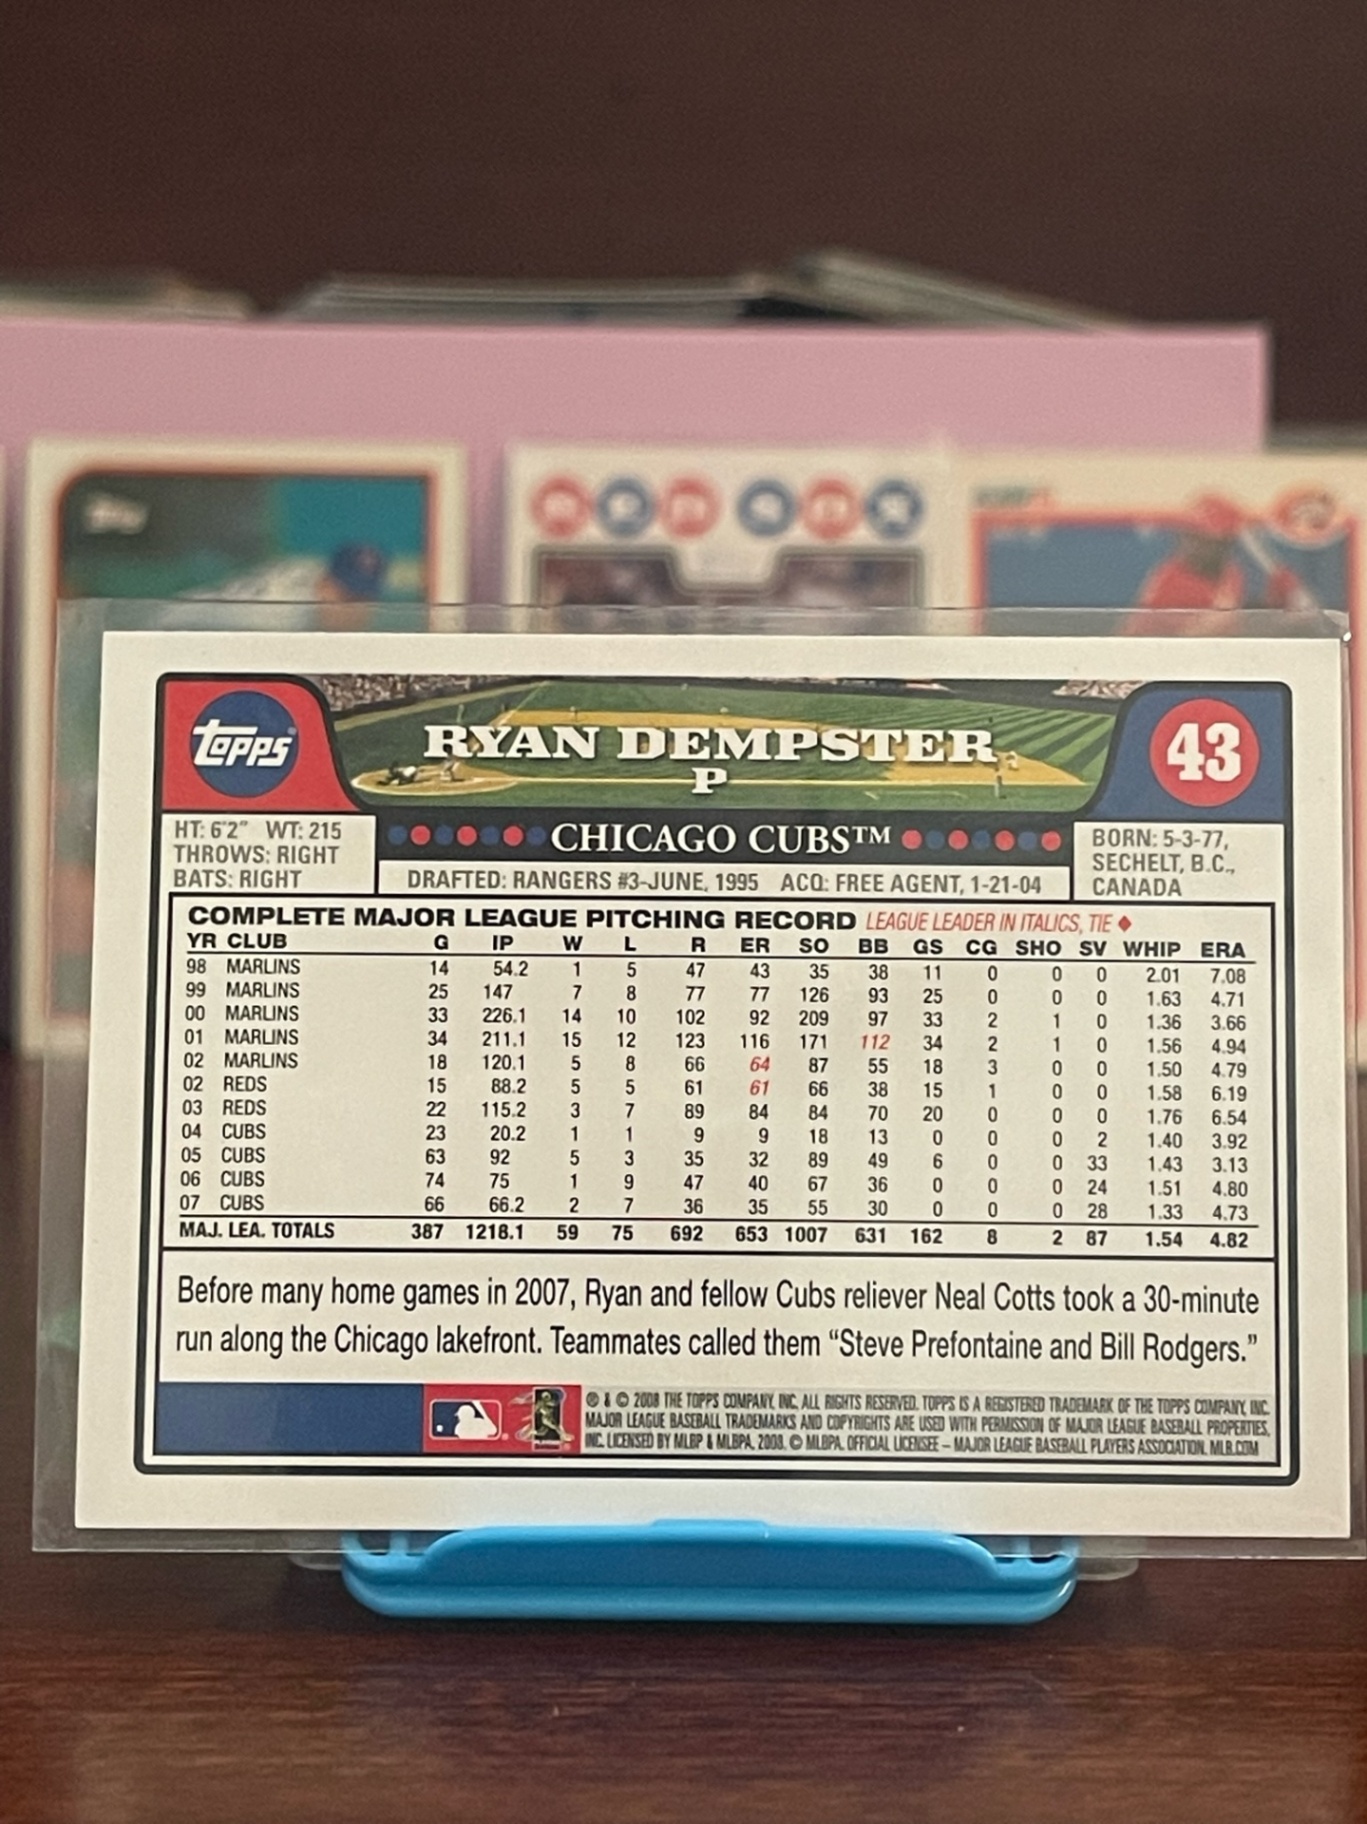 topps
RYAN DEMPSTER
P
43
HT: 6'2" WT: 215
THROWS: RIGHT
BATS: RIGHT
CHICAGO CUBS™
DRAFTED: RANGERS #3-JUNE, 1995 ACQ: FREE AGENT, 1-21-04
BORN: 5-3-77,
SECHELT, B.C.,
CANADA
COMPLETE MAJOR LEAGUE PITCHING RECORD LEAGUE LEADER IN ITALICS, TIE ♦
YR CLUB G IP W L R ER SO BB GS CG SHO SV WHIP ERA
98 MARLINS 14 54.2 1 5 47 43 35 38 11 0 0 0 2.01 7.08
99 MARLINS 25 147 7 8 77 77 126 93 25 0 0 0 1.63 4.71
00 MARLINS 33 226.1 14 10 102 92 209 97 33 2 1 0 1.36 3.66
01 MARLINS 34 211.1 15 12 123 116 171 112 34 2 1 0 1.56 4.94
02 MARLINS 18 120.1 5 8 66 64 87 55 18 3 0 0 1.50 4.79
02 REDS 15 88.2 5 5 61 61 66 38 15 1 0 0 1.58 6.19
03 REDS 22 115.2 3 7 89 84 84 70 20 0 0 0 1.76 6.54
04 CUBS 23 20.2 1 1 9 9 18 13 0 0 0 2 1.40 3.92
05 CUBS 63 92 5 3 35 32 89 49 6 0 0 33 1.43 3.13
06 CUBS 74 75 1 9 47 40 67 36 0 0 0 24 1.51 4.80
07 CUBS 66 66.2 2 7 36 35 55 30 0 0 0 28 1.33 4.73
MAJ. LEA. TOTALS 387 1218.1 59 75 692 653 1007 631 162 8 2 87 1.54 4.82
Before many home games in 2007, Ryan and fellow Cubs reliever Neal Cotts took a 30-minute
run along the Chicago lakefront. Teammates called them “Steve Prefontaine and Bill Rodgers.”
® & © 2008 THE TOPPS COMPANY, INC. ALL RIGHTS RESERVED. TOPPS IS A REGISTERED TRADEMARK OF THE TOPPS COMPANY, INC.
MAJOR LEAGUE BASEBALL TRADEMARKS AND COPYRIGHTS ARE USED WITH PERMISSION OF MAJOR LEAGUE BASEBALL PROPERTIES,
INC. LICENSED BY MLBP & MLBPA, 2008. © MLBPA. OFFICIAL LICENSEE – MAJOR LEAGUE BASEBALL PLAYERS ASSOCIATION. MLB.COM